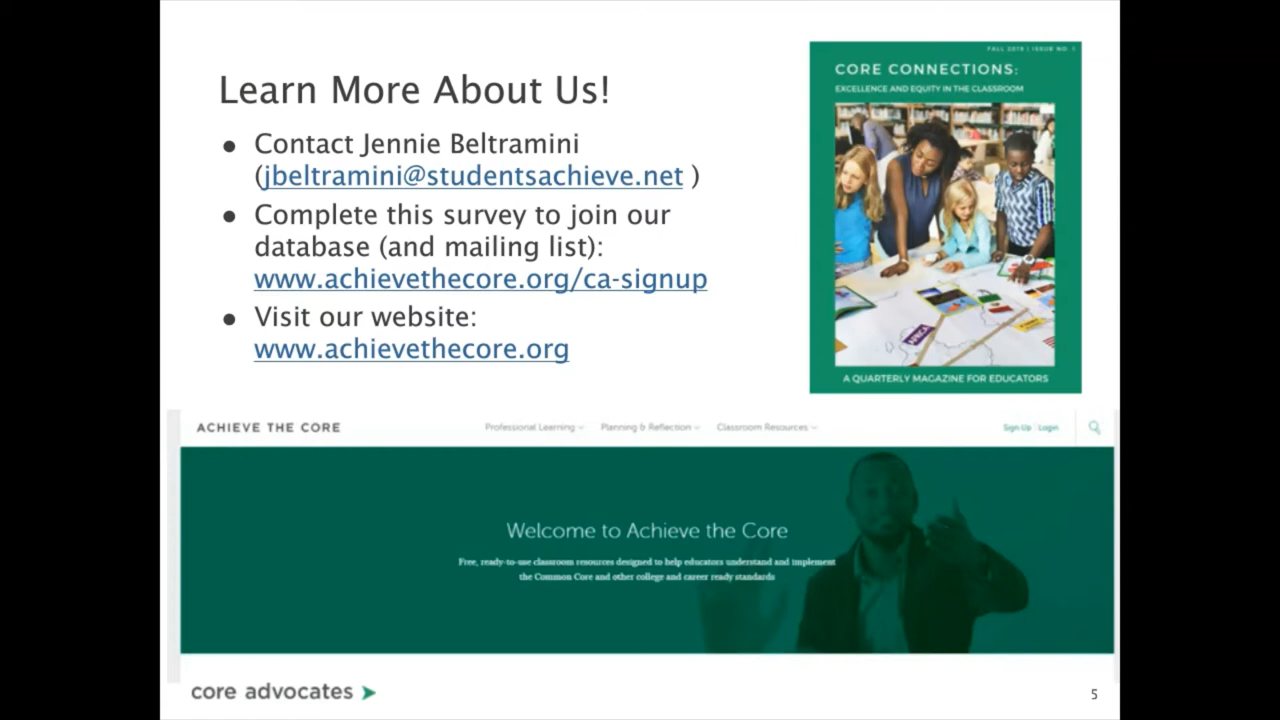 Learn More About Us!
● Contact Jennie Beltramini
(jbeltramini@studentsachieve.net )
● Complete this survey to join our
database (and mailing list):
www.achievethecore.org/ca-signup
● Visit our website:
www.achievethecore.org
FALL 2019 | ISSUE NO. 1
CORE CONNECTIONS:
EXCELLENCE AND EQUITY IN THE CLASSROOM
AFRICA
A QUARTERLY MAGAZINE FOR EDUCATORS
ACHIEVE THE CORE
Professional Learning
Planning & Reflection
Classroom Resources
Sign Up
Login
Welcome to Achieve the Core
Free, ready-to-use classroom resources designed to help educators understand and implement
the Common Core and other college and career ready standards
core advocates
5